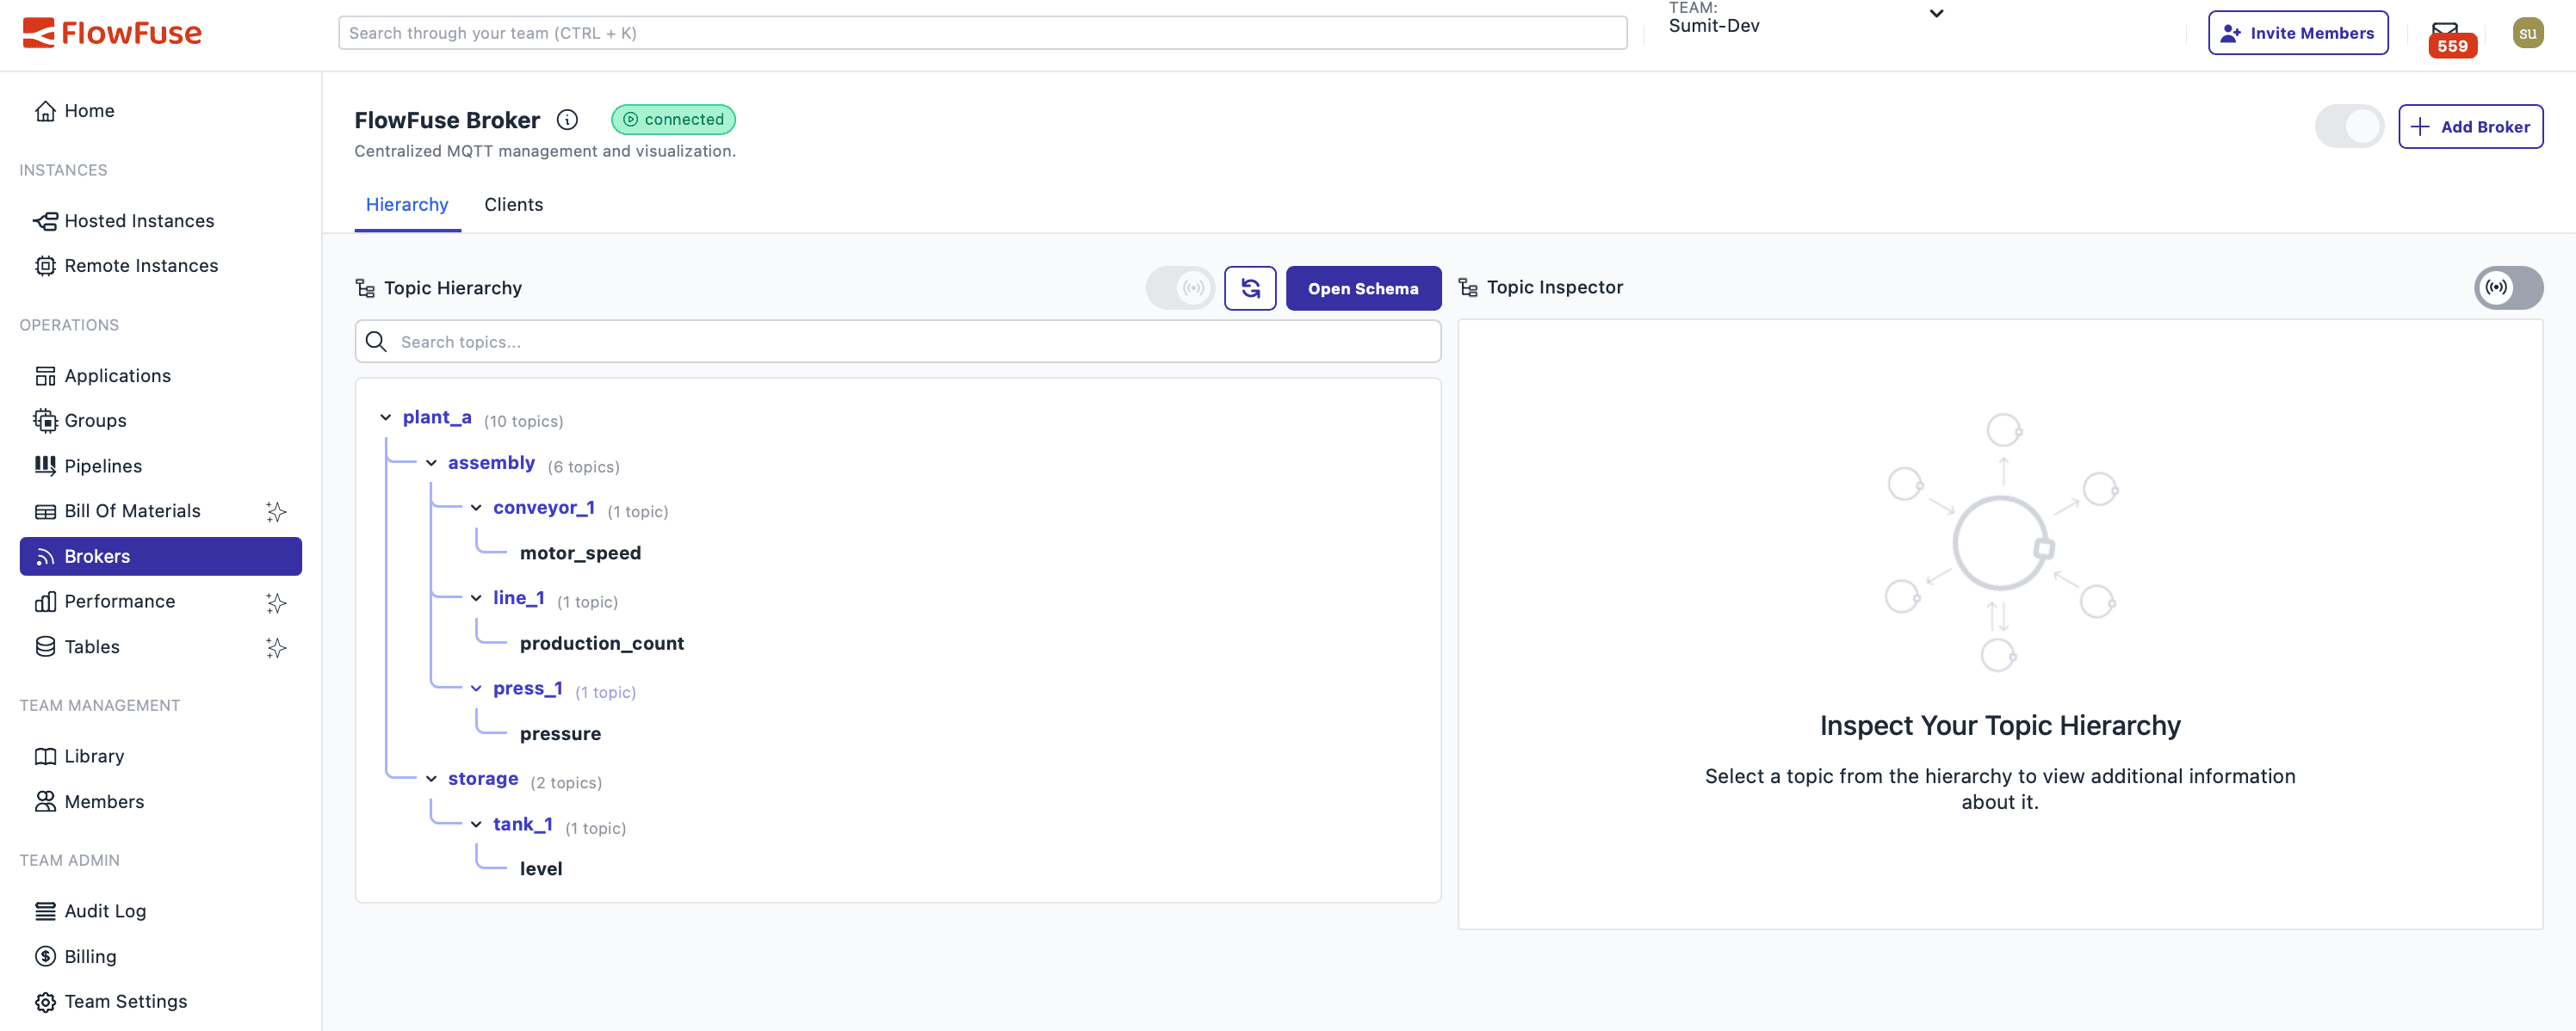 FlowFuse
Search through your team (CTRL + K)
TEAM:
Sumit-Dev
Invite Members
559
su
Home
INSTANCES
Hosted Instances
Remote Instances
OPERATIONS
Applications
Groups
Pipelines
Bill Of Materials
Brokers
Performance
Tables
TEAM MANAGEMENT
Library
Members
TEAM ADMIN
Audit Log
Billing
Team Settings
FlowFuse Broker
connected
Centralized MQTT management and visualization.
Add Broker
Hierarchy
Clients
Topic Hierarchy
Open Schema
Search topics...
plant_a (10 topics)
assembly (6 topics)
conveyor_1 (1 topic)
motor_speed
line_1 (1 topic)
production_count
press_1 (1 topic)
pressure
storage (2 topics)
tank_1 (1 topic)
level
Topic Inspector
Inspect Your Topic Hierarchy
Select a topic from the hierarchy to view additional information
about it.